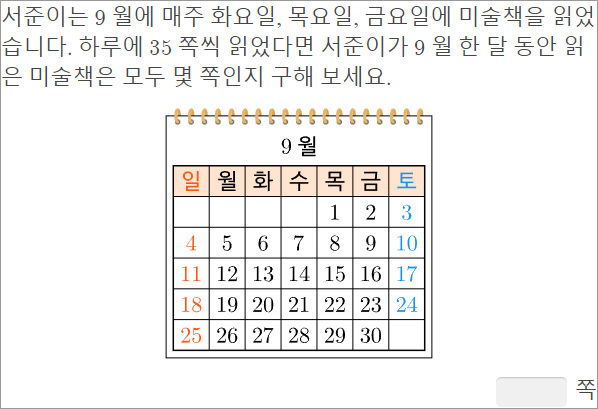 서준이는 9 월에 매주 화요일, 목요일, 금요일에 미술책을 읽었
습니다. 하루에 35 쪽씩 읽었다면 서준이가 9 월 한 달 동안 읽
은 미술책은 모두 몇 쪽인지 구해 보세요.
9 월
일 월 화 수 목 금 토
1 2 3
4 5 6 7 8 9 10
11 12 13 14 15 16 17
18 19 20 21 22 23 24
25 26 27 28 29 30
쪽